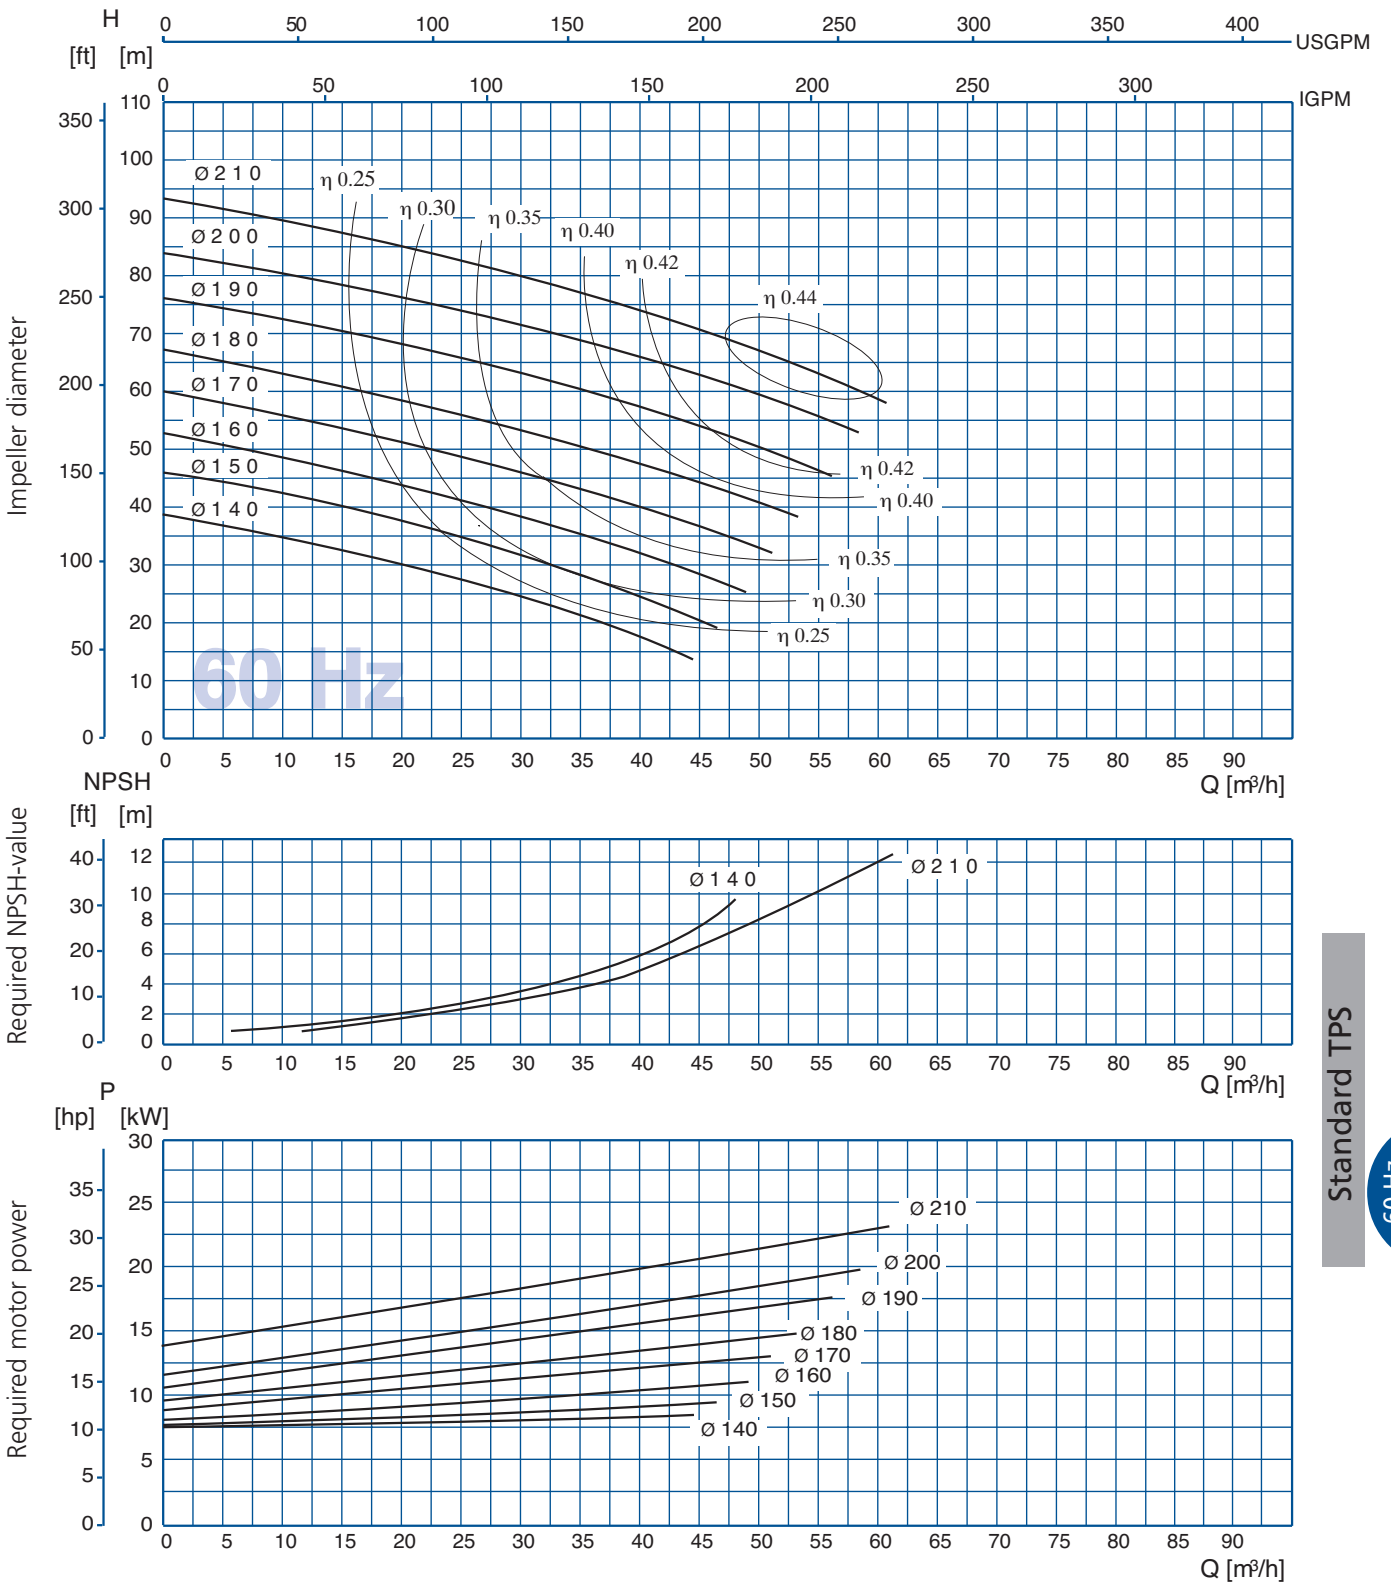 H 0 50 100 150 200 250 300 350 400 USGPM
[ft] [m]
0 50 100 150 200 250 300 IGPM
110
350
100
Ø 2 1 0 η 0.25
300 90 η 0.30 η 0.35 η 0.40
Ø 2 0 0
η 0.42
80
Ø 1 9 0
250 η 0.44
70
Ø 1 8 0
200 60
Ø 1 7 0
Ø 1 6 0
50
150 Ø 1 5 0 η 0.42
40 Ø 1 4 0 η 0.40
100 30 η 0.35
η 0.30
20 η 0.25
50
10
60 Hz
0 0
Impeller diameter
0 5 10 15 20 25 30 35 40 45 50 55 60 65 70 75 80 85 90
Q [m³/h]
NPSH
[ft] [m]
40 12
Ø 1 4 0 Ø 2 1 0
30 10
8
20 6
4
10 2
0 0
Required NPSH-value
0 5 10 15 20 25 30 35 40 45 50 55 60 65 70 75 80 85 90
Q [m³/h]
P
[hp] [kW]
30
35 25
Ø 210
30
20 Ø 200
25
Ø 190
20 15 Ø 180
Ø 170
15 Ø 160
10 Ø 150
10 Ø 140
5
5
0 0
Required motor power
0 5 10 15 20 25 30 35 40 45 50 55 60 65 70 75 80 85 90
Q [m³/h]
Standard TPS
60 Hz